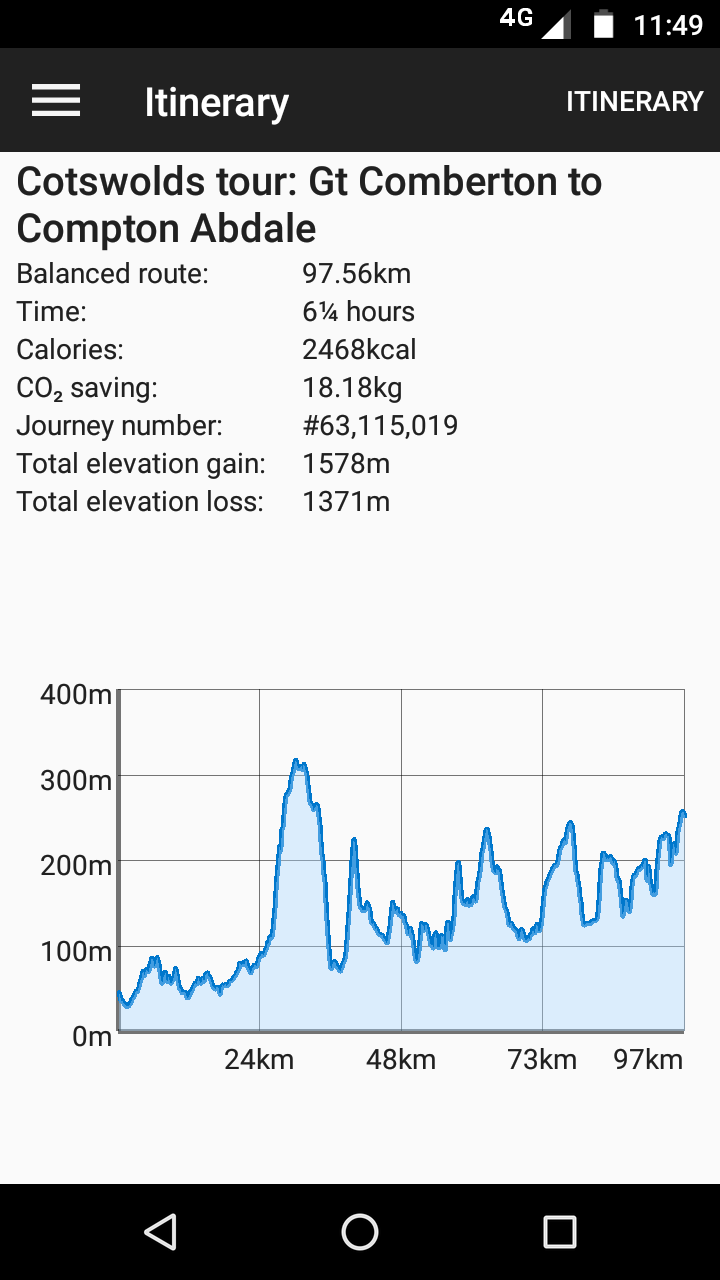 4G 11:49
Itinerary ITINERARY
Cotswolds tour: Gt Comberton to
Compton Abdale
Balanced route: 97.56km
Time: 6¼ hours
Calories: 2468kcal
CO₂ saving: 18.18kg
Journey number: #63,115,019
Total elevation gain: 1578m
Total elevation loss: 1371m
400m
300m
200m
100m
0m
24km 48km 73km 97km